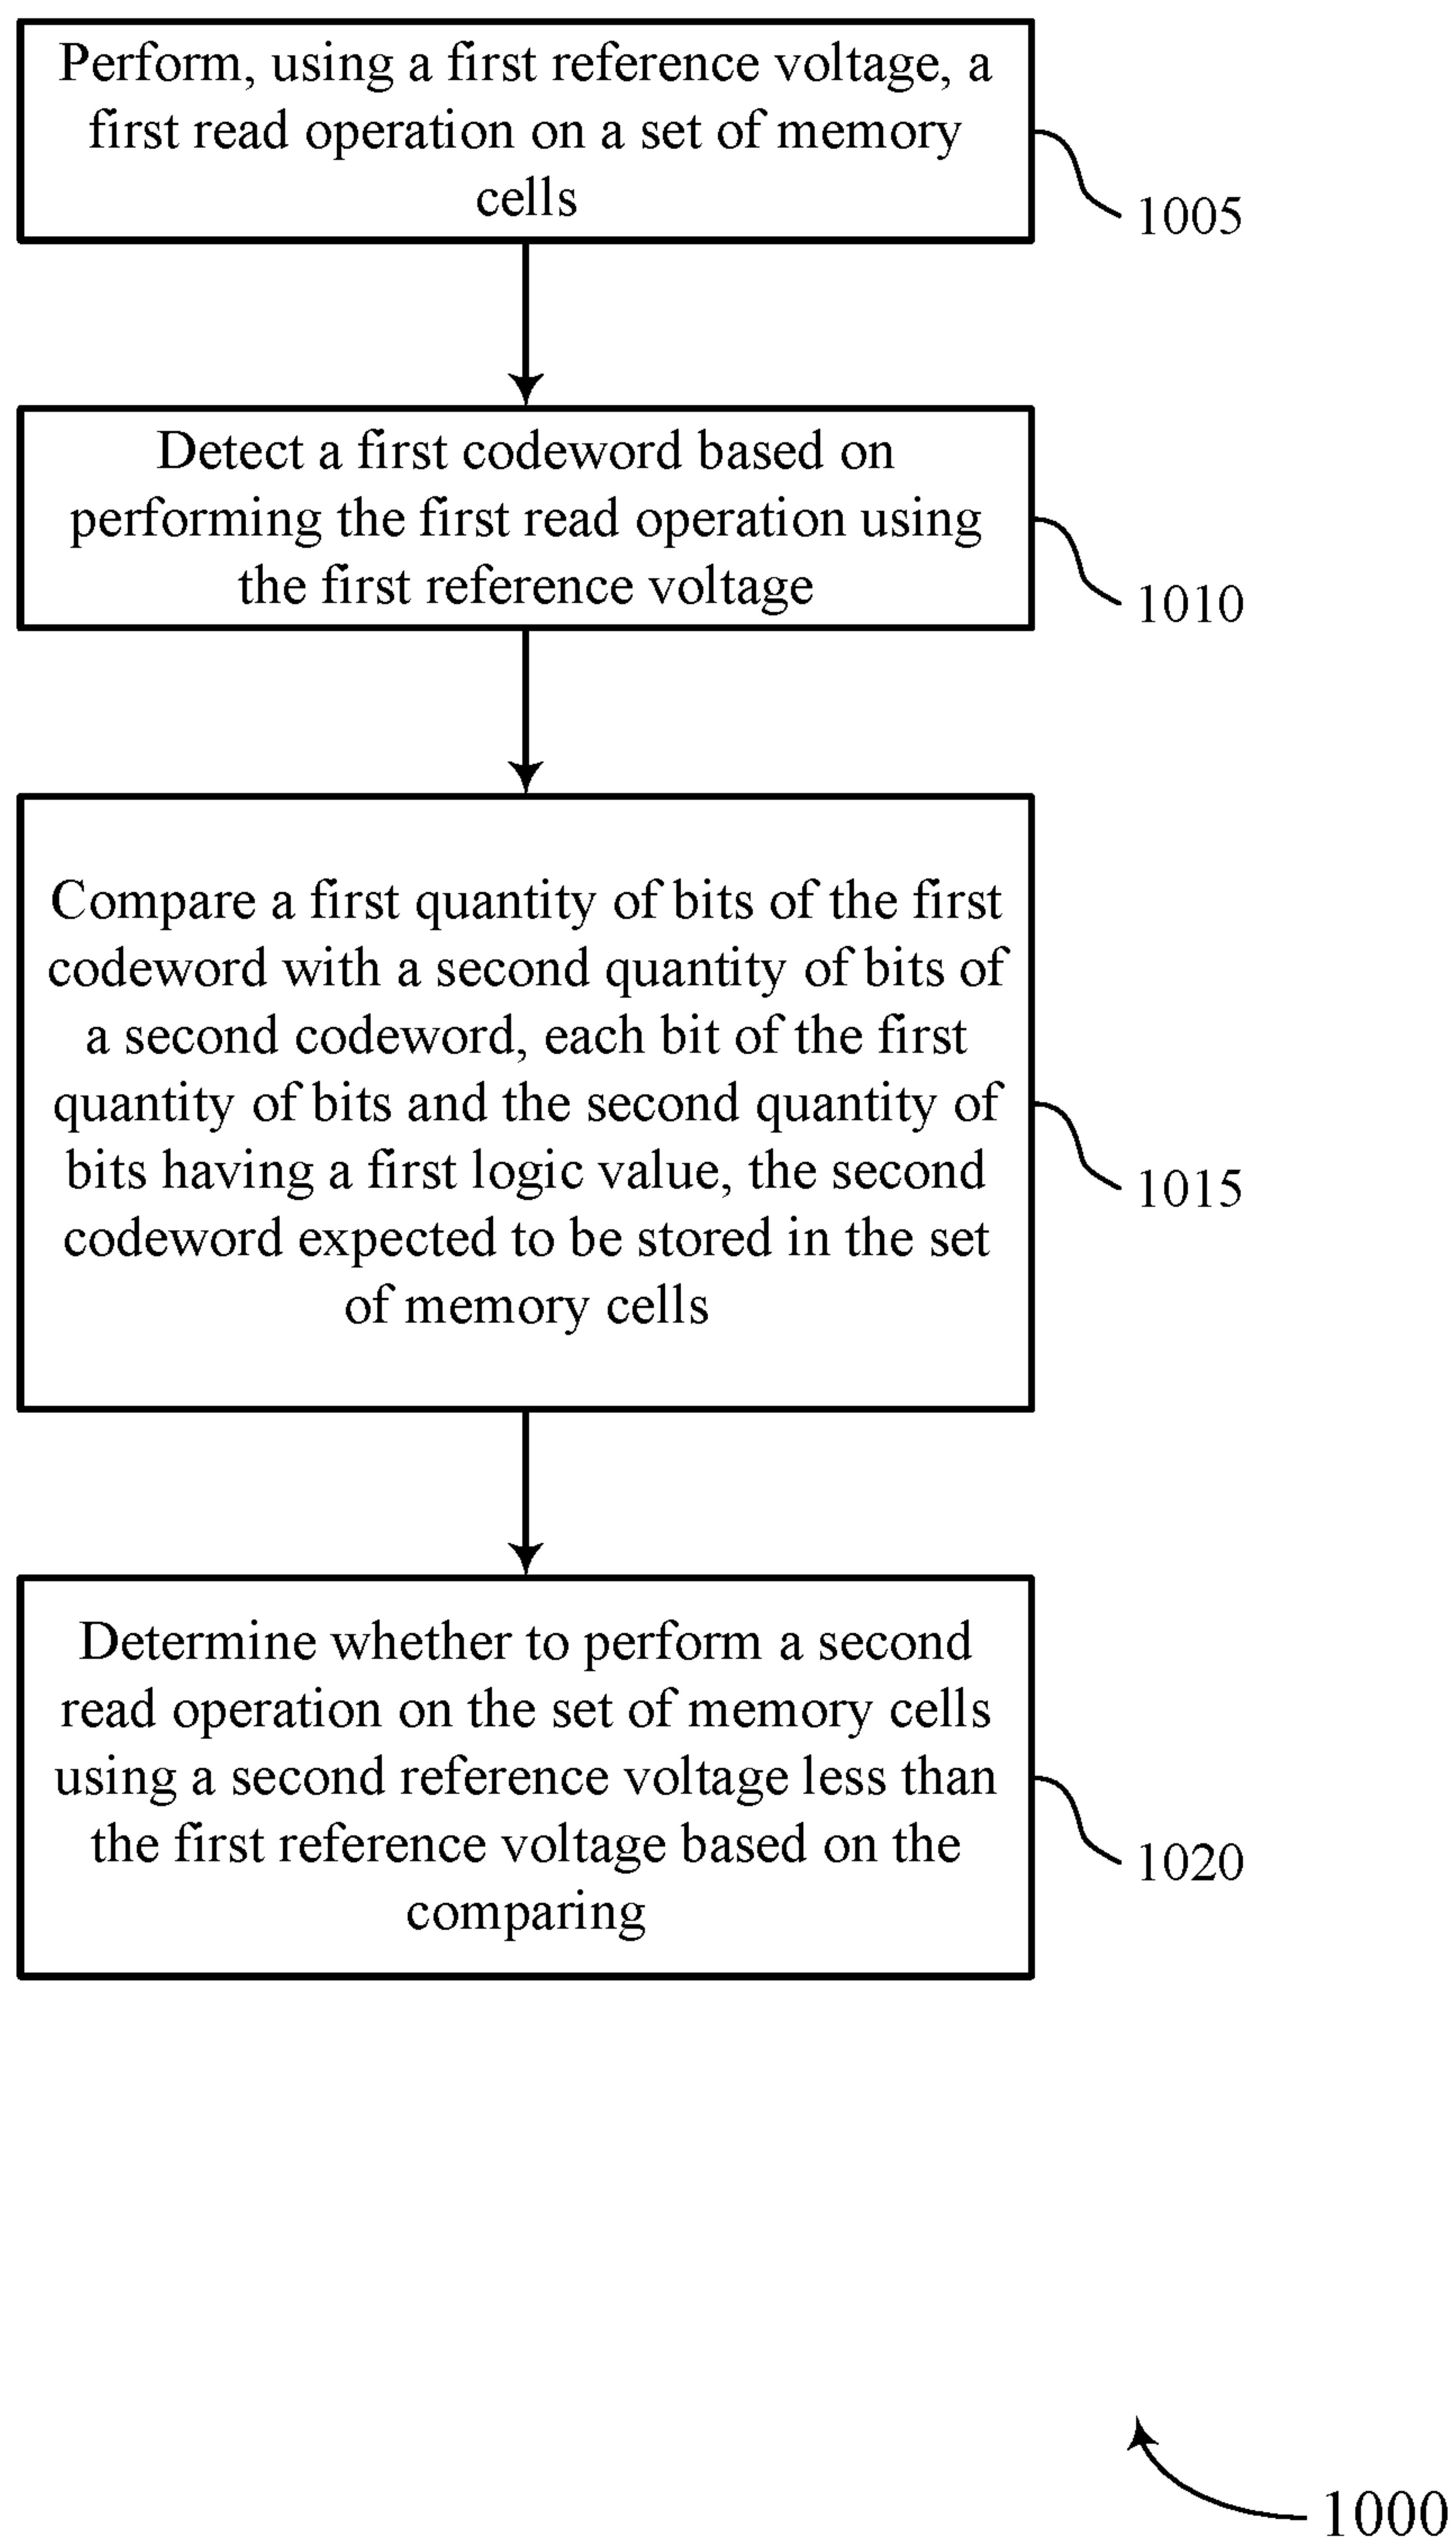 Perform, using a first reference voltage, a
first read operation on a set of memory
cells
1005
Detect a first codeword based on
performing the first read operation using
the first reference voltage
1010
Compare a first quantity of bits of the first
codeword with a second quantity of bits of
a second codeword, each bit of the first
quantity of bits and the second quantity of
bits having a first logic value, the second
codeword expected to be stored in the set
of memory cells
1015
Determine whether to perform a second
read operation on the set of memory cells
using a second reference voltage less than
the first reference voltage based on the
comparing
1020
1000